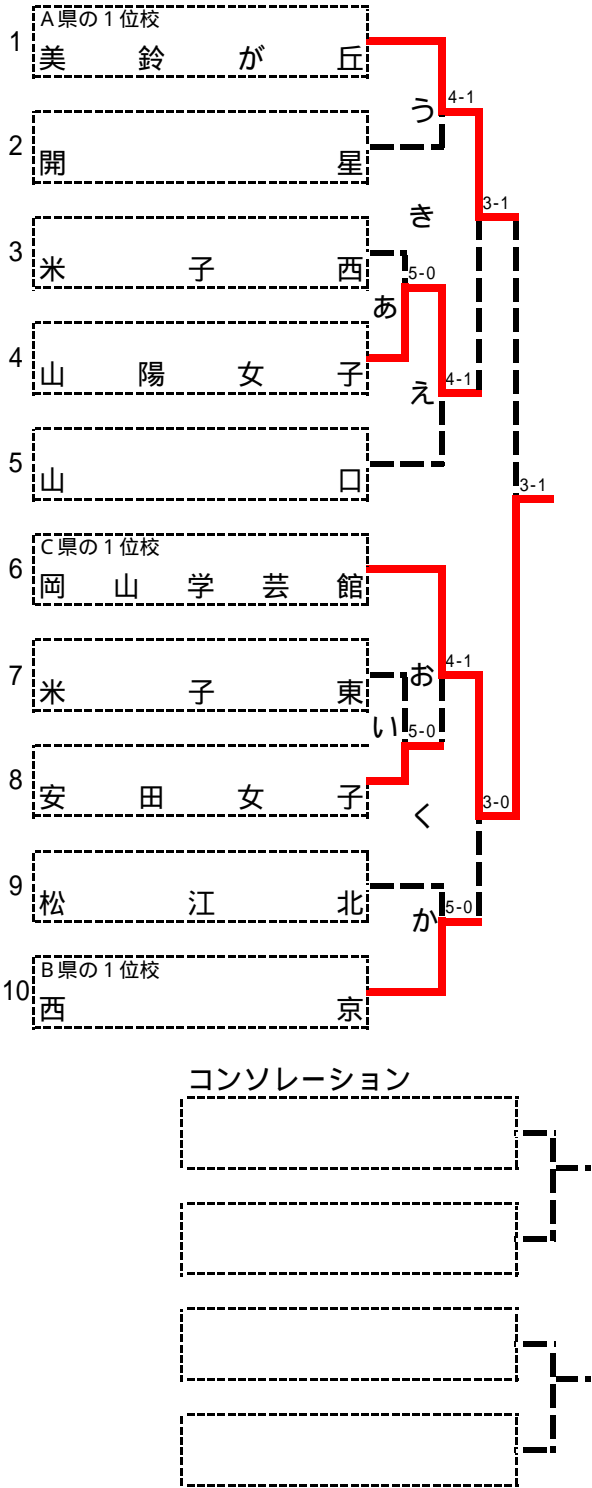 1 A県の1位校
美鈴が丘
う 4-1
2 開星
き 3-1
3 米子西
あ 5-0
4 山陽女子
え 4-1
5 山口
3-1
6 C県の1位校
岡山学芸館
お 4-1
7 米子東
い 5-0
8 安田女子
く 3-0
9 松江北
か 5-0
10 B県の1位校
西京
コンソレーション